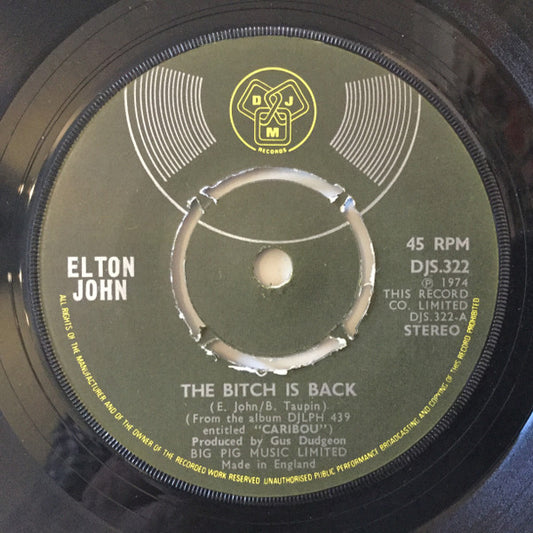 D J
M
RECORDS
ELTON
JOHN
45 RPM
DJS.322
Ⓟ 1974
THIS RECORD
CO. LIMITED
DJS.322-A
STEREO
THE BITCH IS BACK
(E. John/B. Taupin)
(From the album DJLPH 439
entitled "CARIBOU")
Produced by Gus Dudgeon
BIG PIG MUSIC LIMITED
Made in England
ALL RIGHTS OF THE MANUFACTURER AND OF THE OWNER OF THE RECORDED WORK RESERVED UNAUTHORISED PUBLIC PERFORMANCE BROADCASTING AND COPYING OF THIS RECORD PROHIBITED